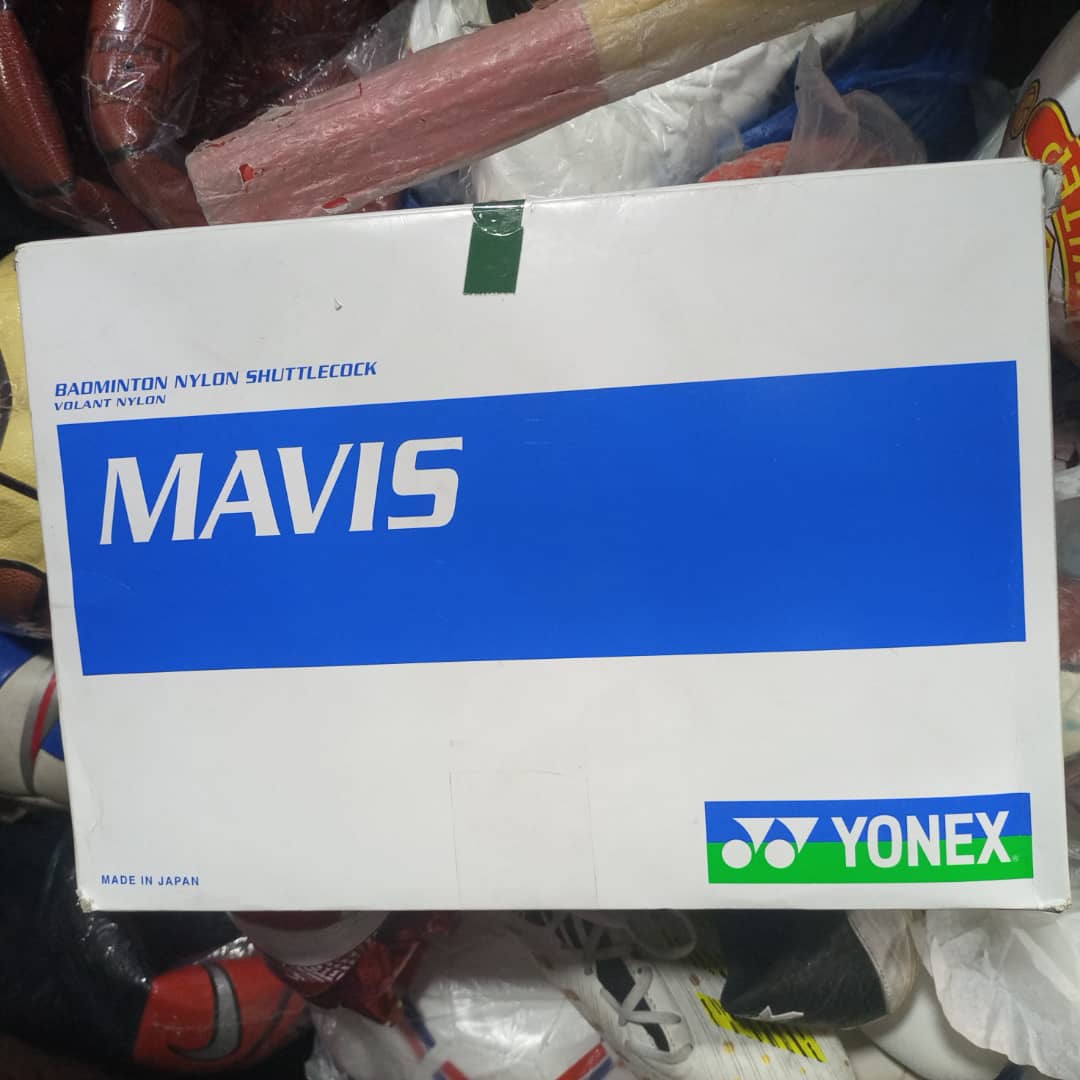 BADMINTON NYLON SHUTTLECOCK
VOLANT NYLON
MAVIS
MADE IN JAPAN
YONEX